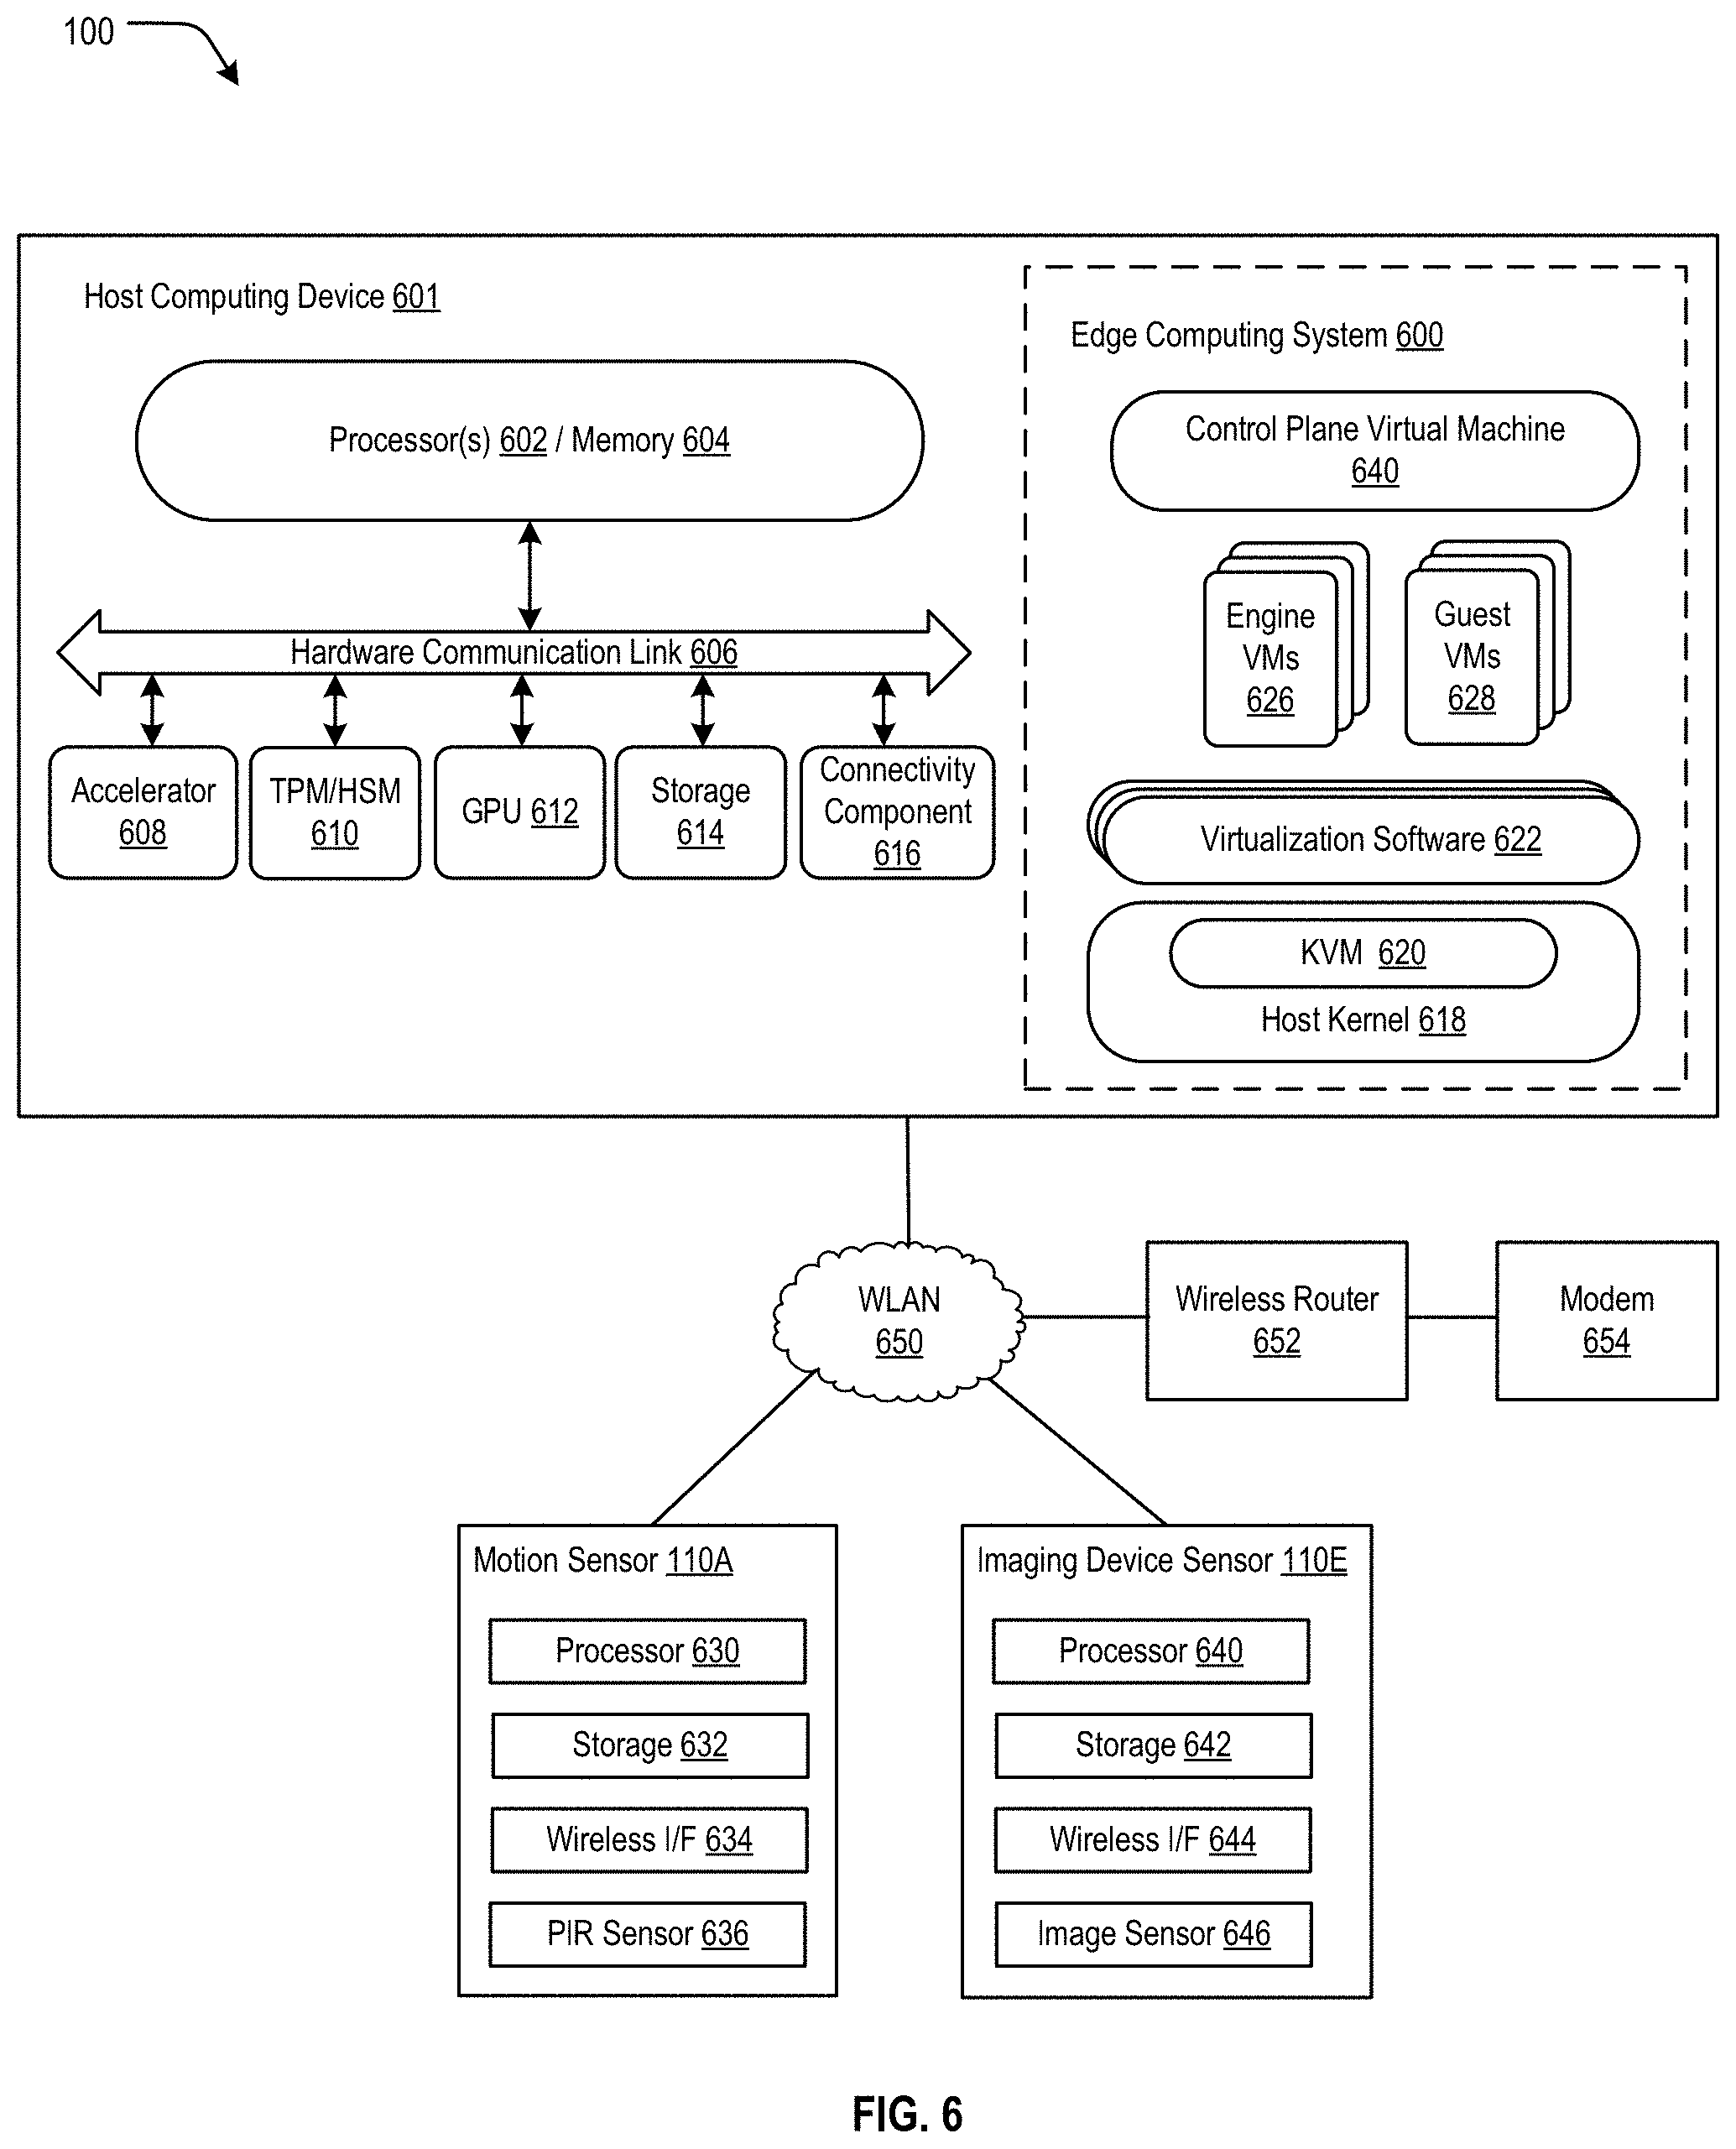 100
Host Computing Device 601
Processor(s) 602 / Memory 604
Hardware Communication Link 606
Accelerator
608
TPM/HSM
610
GPU 612
Storage
614
Connectivity
Component
616
Edge Computing System 600
Control Plane Virtual Machine
640
Engine
VMs
626
Guest
VMs
628
Virtualization Software 622
KVM 620
Host Kernel 618
WLAN
650
Wireless Router
652
Modem
654
Motion Sensor 110A
Processor 630
Storage 632
Wireless I/F 634
PIR Sensor 636
Imaging Device Sensor 110E
Processor 640
Storage 642
Wireless I/F 644
Image Sensor 646
FIG. 6